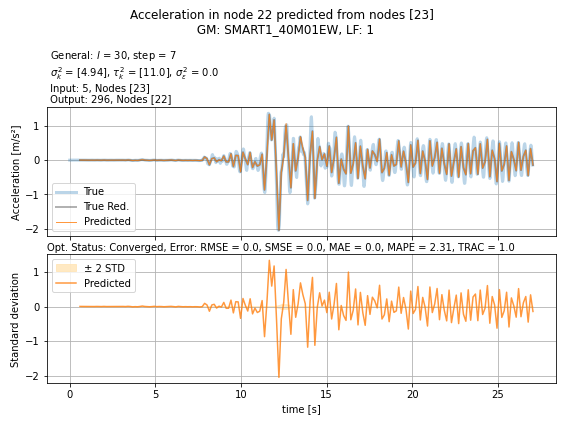 Acceleration in node 22 predicted from nodes [23]
GM: SMART1_40M01EW, LF: 1
General: l = 30, step = 7
σ²ₖ = [4.94], τ²ₖ = [11.0], σ²ε = 0.0
Input: 5, Nodes [23]
Output: 296, Nodes [22]
Acceleration [m/s²]
1
0
−1
−2
True
True Red.
Predicted
Opt. Status: Converged, Error: RMSE = 0.0, SMSE = 0.0, MAE = 0.0, MAPE = 2.31, TRAC = 1.0
Standard deviation
1
0
−1
−2
± 2 STD
Predicted
0 5 10 15 20 25
time [s]